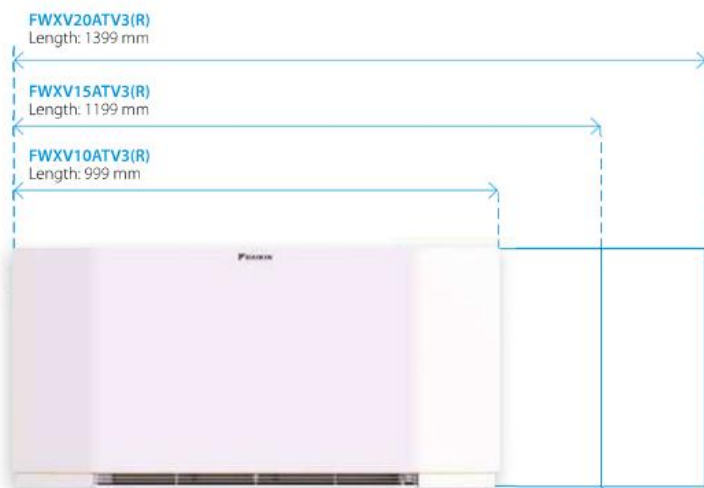 FWXV20ATV3(R)
Length: 1399 mm
FWXV15ATV3(R)
Length: 1199 mm
FWXV10ATV3(R)
Length: 999 mm
DAIKIN